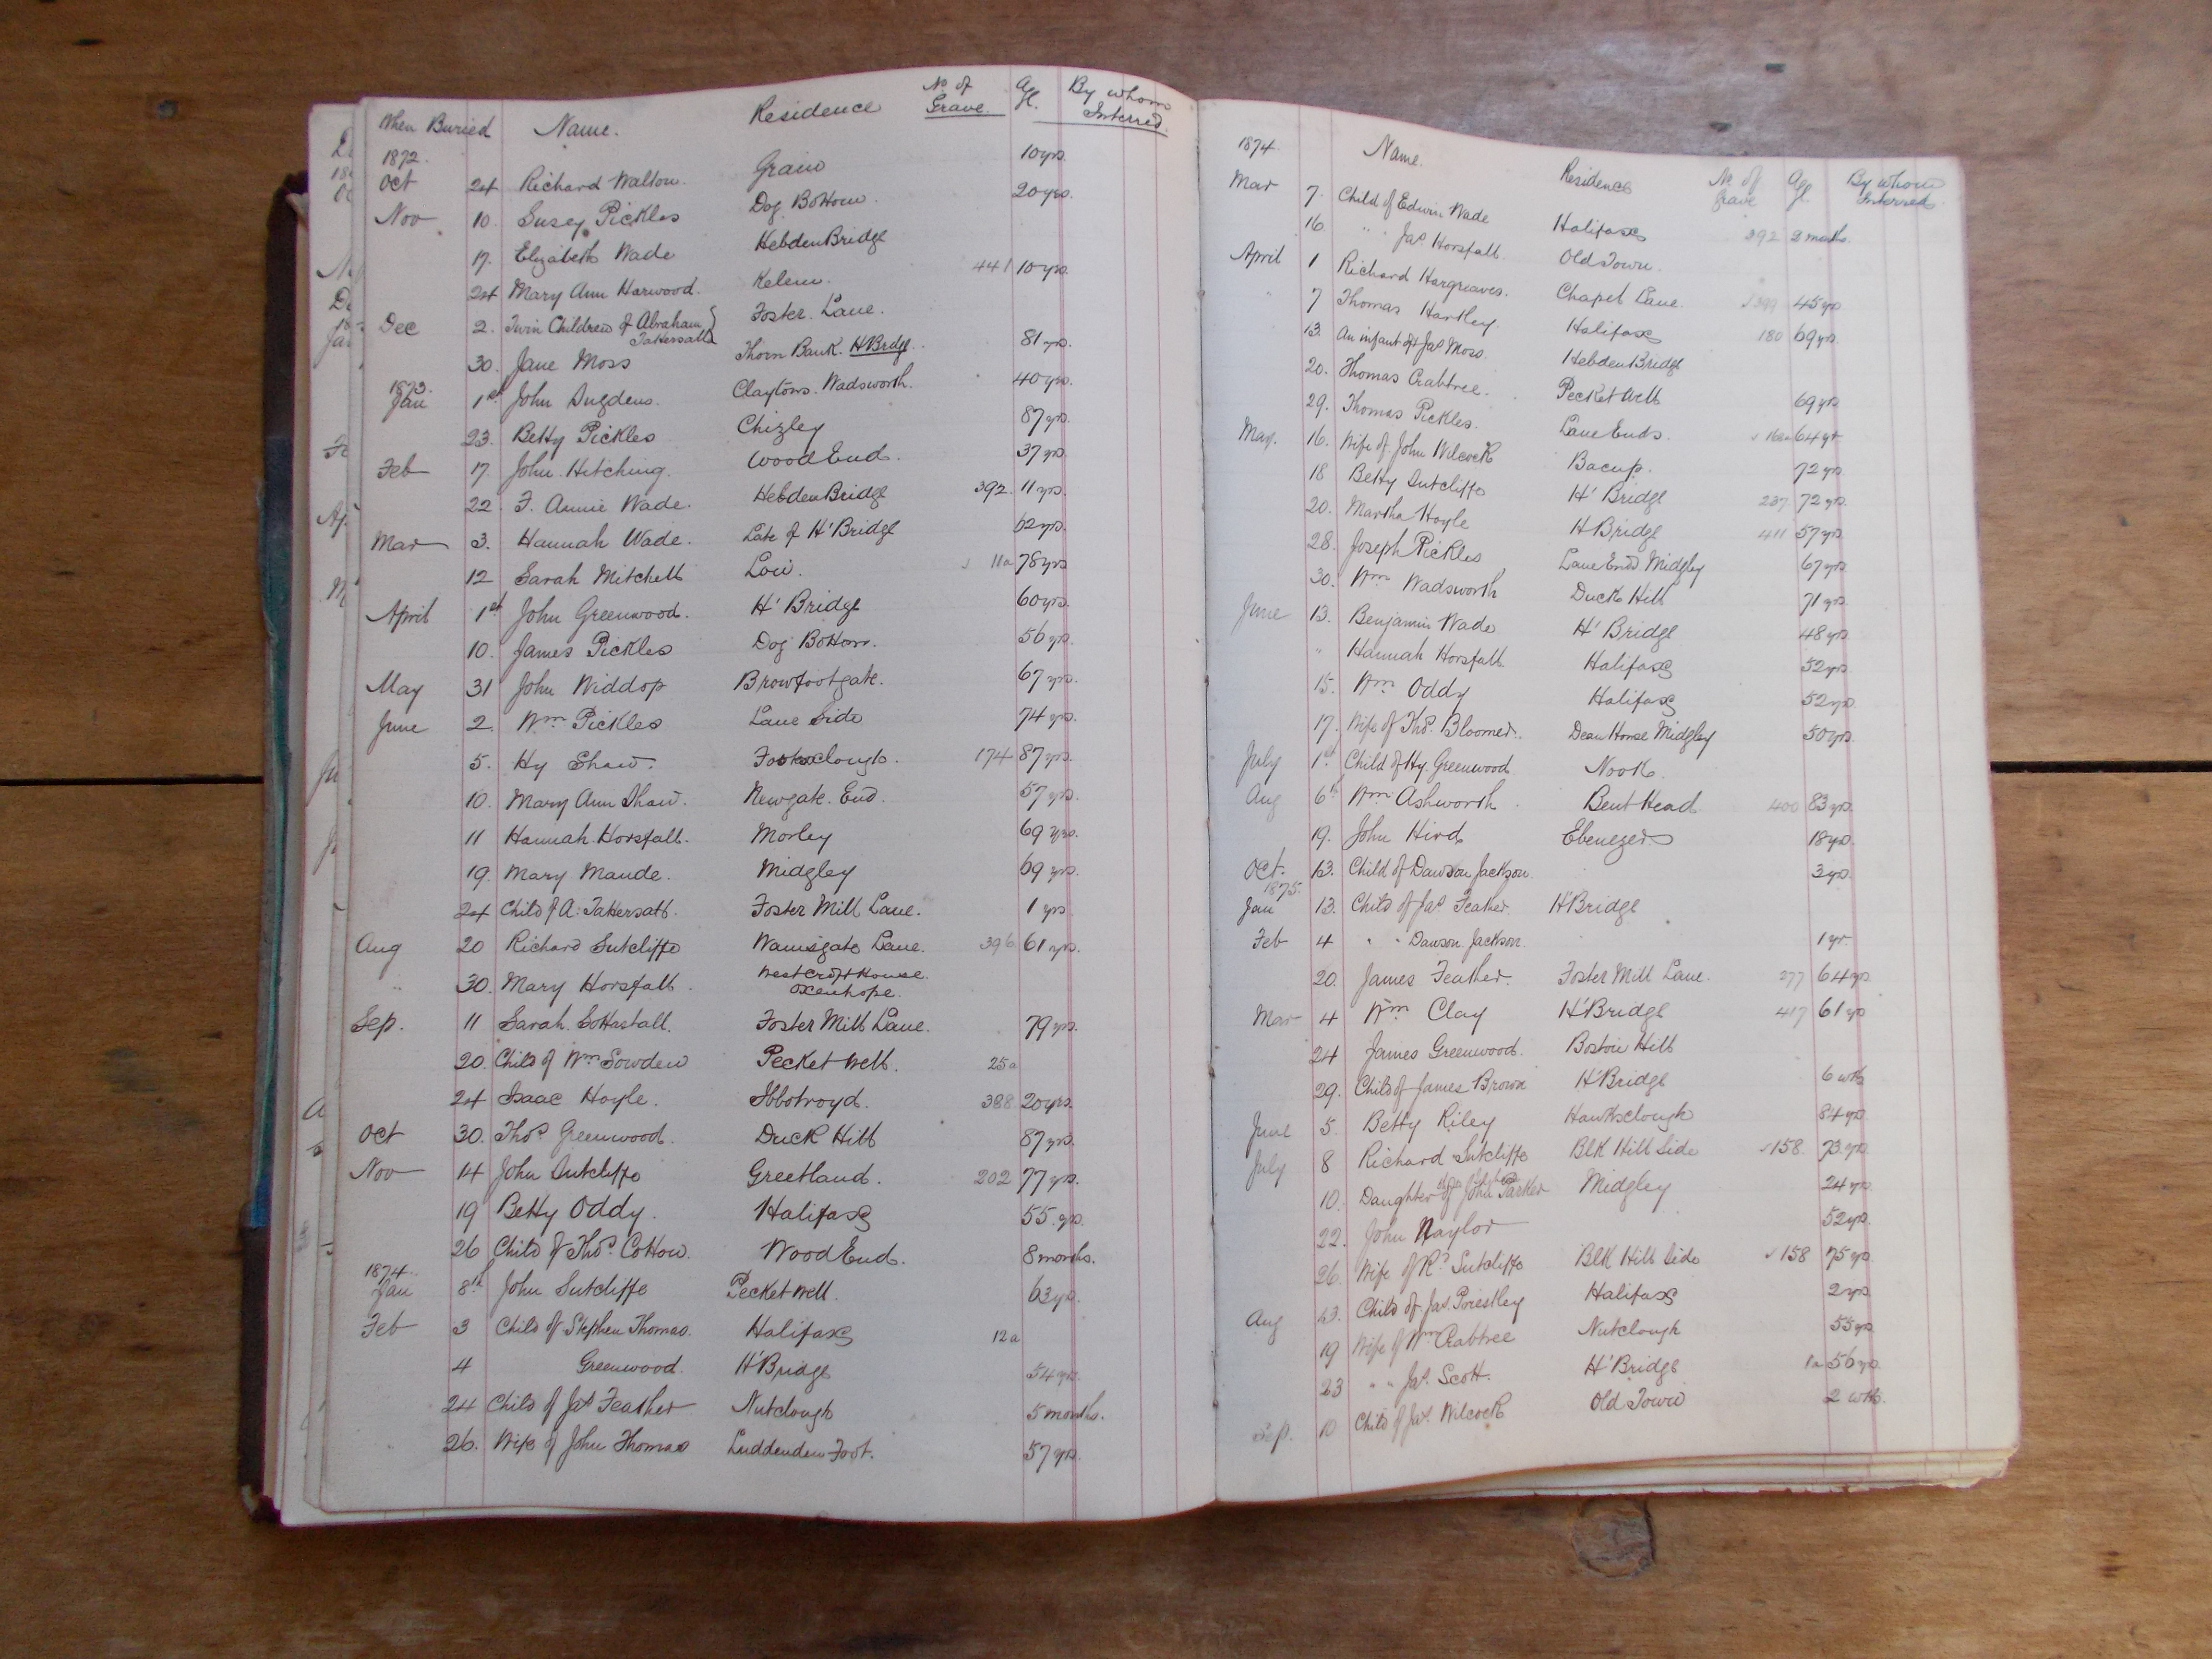 When Buried Name. Residence No of Grave. Age By whom Interred.
1872.
Oct 24 Richard Walton. Grain 10 yrs.
Nov 10. Susey Pickles Dog Bottom. 20 yrs.
17. Elizabeth Wade Hebden Bridge
24 Mary Ann Harwood. Kelem. 441 10 yrs.
Dec 2. Twin Children of Abraham Tattersall Foster Lane.
30. Jane Moss Thorn Bank. H Bridge. 81 yrs.
1873.
Jan 1st John Sugdens. Claytons. Wadsworth. 40 yrs.
23. Betty Pickles Chizley 87 yrs.
Feb 17. John Hitching. Wood End. 37 yrs.
22. F. Annie Wade. Hebden Bridge 392. 11 yrs.
Mar 3. Hannah Wade. Late of H' Bridge 62 yrs.
12 Sarah Mitchell Low. 11a 78 yrs
April 1st John Greenwood. H' Bridge 60 yrs.
10. James Pickles Dog Bottom. 56 yrs.
May 31 John Widdop Browfootgate. 67 yrs.
June 2. Wm Pickles Lane Side 74 yrs.
5. Hy Shaw. 174 87 yrs.
10. Mary Ann Shaw. Newgate. End. 57 yrs.
11 Hannah Horsfall. Morley 69 yrs.
19. Mary Maude. Midgley 69 yrs.
24 Child of A. Tattersall. Foster Mill Lane. 1 yrs
Aug 20 Richard Sutcliffe Lane. 396 61 yrs.
" 30. Mary Horsfall. West Croft House. Oxenhope.
Sep. 11 Sarah Foster Mill Lane. 79 yrs.
20. Child of Wm Sowden Pecket Well. 25a
24 Isaac Hoyle. Ibbotroyd. 388 20 yrs.
Oct 30. Thos Greenwood. Duck Hill 87 yrs.
Nov 14 John Sutcliffe Greetland. 202 77 yrs.
19 Betty Oddy. Halifax 55. yrs.
26 Child of Thos. Cotton. Wood End. 8 months.
1874.
Jan 8th John Sutcliffe Pecket Well. 63 yrs.
Feb 3 Child of Stephen Thomas. Halifax 12a
4 Greenwood. H'Bridge 54 yrs.
24 Child of Jas Feather Nutclough 5 months.
26. Wife of John Thomas Luddenden Foot. 57 yrs.
1874 Name. Residence No of Grave Age By whom Interred.
Mar 7. Child of Edwin Wade Halifax 392 2 months.
16. " " Jas. Horsfall. Old Town.
April 1 Richard Hargreaves. Chapel Lane. 399 45 yrs
" 7 Thomas Hartley. Halifax 180 69 yrs
13. An infant of Jas Moss. Hebden Bridge
20. Thomas Crabtree. Pecket Well 69 yrs
29. Thomas Pickles. Lane Ends. 64 yr.
May. 16. Wife of John Wilcock Bacup. 72 yrs.
18 Betty Sutcliffe H' Bridge 237 72 yrs.
20. Martha Hoyle H Bridge 411 57 yrs.
28. Joseph Pickles Lane End Midgley 67 yrs.
30. Wm Wadsworth Duck Hill 71 yrs.
June 13. Benjamin Wade H' Bridge 48 yrs.
" Hannah Horsfall. Halifax 52 yrs.
15. Wm Oddy Halifax 52 yrs.
17. Wife of Thos. Bloomer. Dean House Midgley 50 yrs.
July 1st Child of Hy. Greenwood. Nook.
Aug 6th Wm Ashworth. Bent Head 400 83 yrs.
19. John Hird Ebenezer 18 yrs.
Oct. 13. Child of Dawson Jackson. 3 yrs.
1875.
Jan 13. Child of Jas. Feather. H'Bridge
Feb 4 " " Dawson Jackson. 1 yr.
20. James Feather. Foster Mill Lane. 277 64 yrs
Mar 4 Wm Clay H'Bridge 417 61 yrs
24 James Greenwood. Boston Hill
29. Child of James Brown H'Bridge 6 wks
June 5. Betty Riley Hawksclough 84 yrs
July 8 Richard Sutcliffe Blk Hill Side 158. 73 yrs.
10. Daughter of John Parker Midgley 24 yrs
22. John Naylor 52 yrs.
26. Wife of Rd Sutcliffe Blk Hill Side 158 75 yrs
Aug 13. Child of Jas. Priestley Halifax 2 yrs
19 Wife of Wm Crabtree Nutclough 55 yrs
23 " " Jas. Scott. H'Bridge 1a 56 yrs.
Sep. 10 Child of Jas. Wilcock Old Town 2 wks.